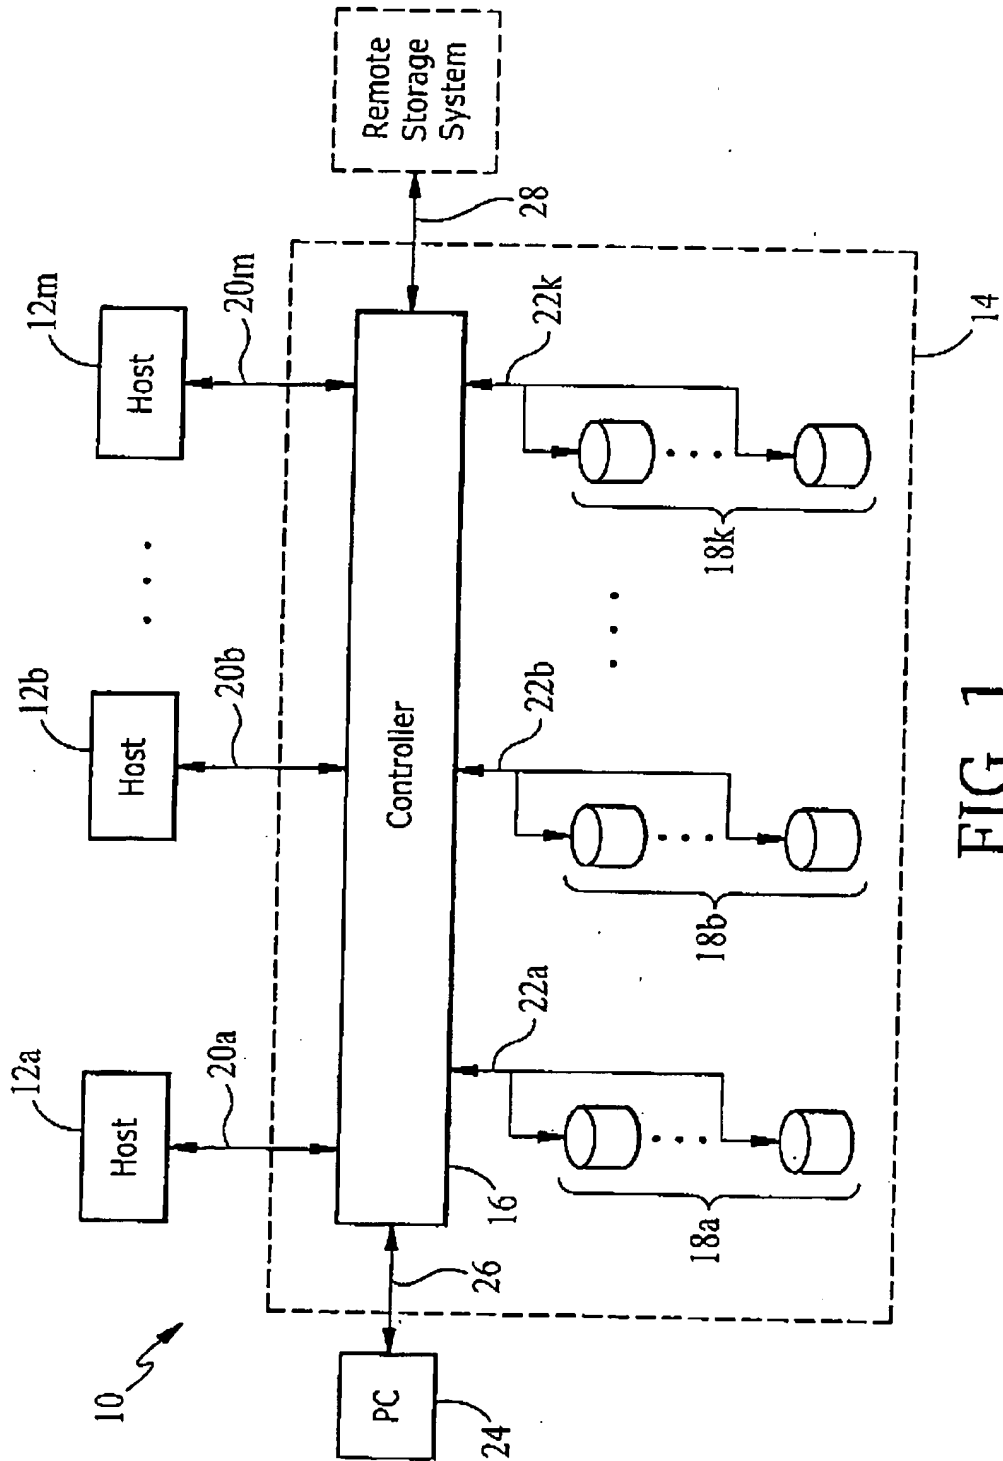 12a
12b
12m
Host
Host
Host
20a
20b
20m
Remote
Storage
System
28
10
PC
24
26
Controller
16
22a
22b
22k
18a
18b
18k
14
FIG 1